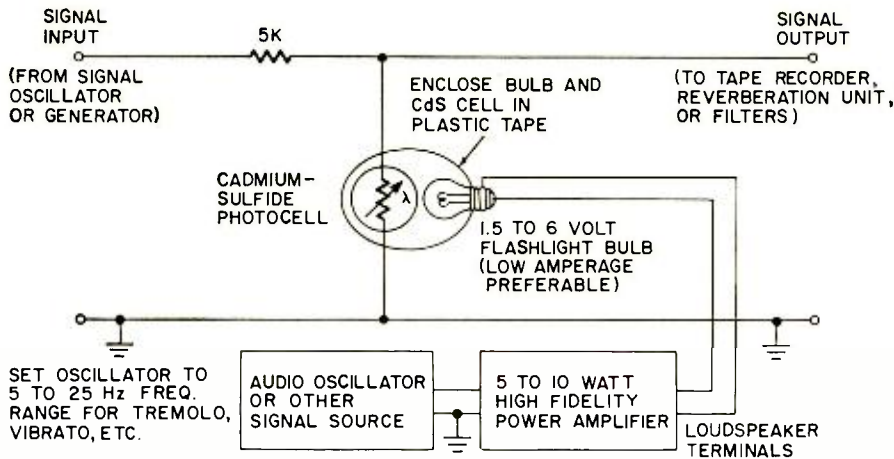 SIGNAL
INPUT
5K
SIGNAL
OUTPUT
(FROM SIGNAL
OSCILLATOR
OR GENERATOR)
ENCLOSE BULB AND
CdS CELL IN
PLASTIC TAPE
(TO TAPE RECORDER,
REVERBERATION UNIT,
OR FILTERS)
CADMIUM-
SULFIDE
PHOTOCELL
λ
1.5 TO 6 VOLT
FLASHLIGHT BULB
(LOW AMPERAGE
PREFERABLE)
SET OSCILLATOR TO
5 TO 25 Hz FREQ.
RANGE FOR TREMOLO,
VIBRATO, ETC.
AUDIO OSCILLATOR
OR OTHER
SIGNAL SOURCE
5 TO 10 WATT
HIGH FIDELITY
POWER AMPLIFIER
LOUDSPEAKER
TERMINALS